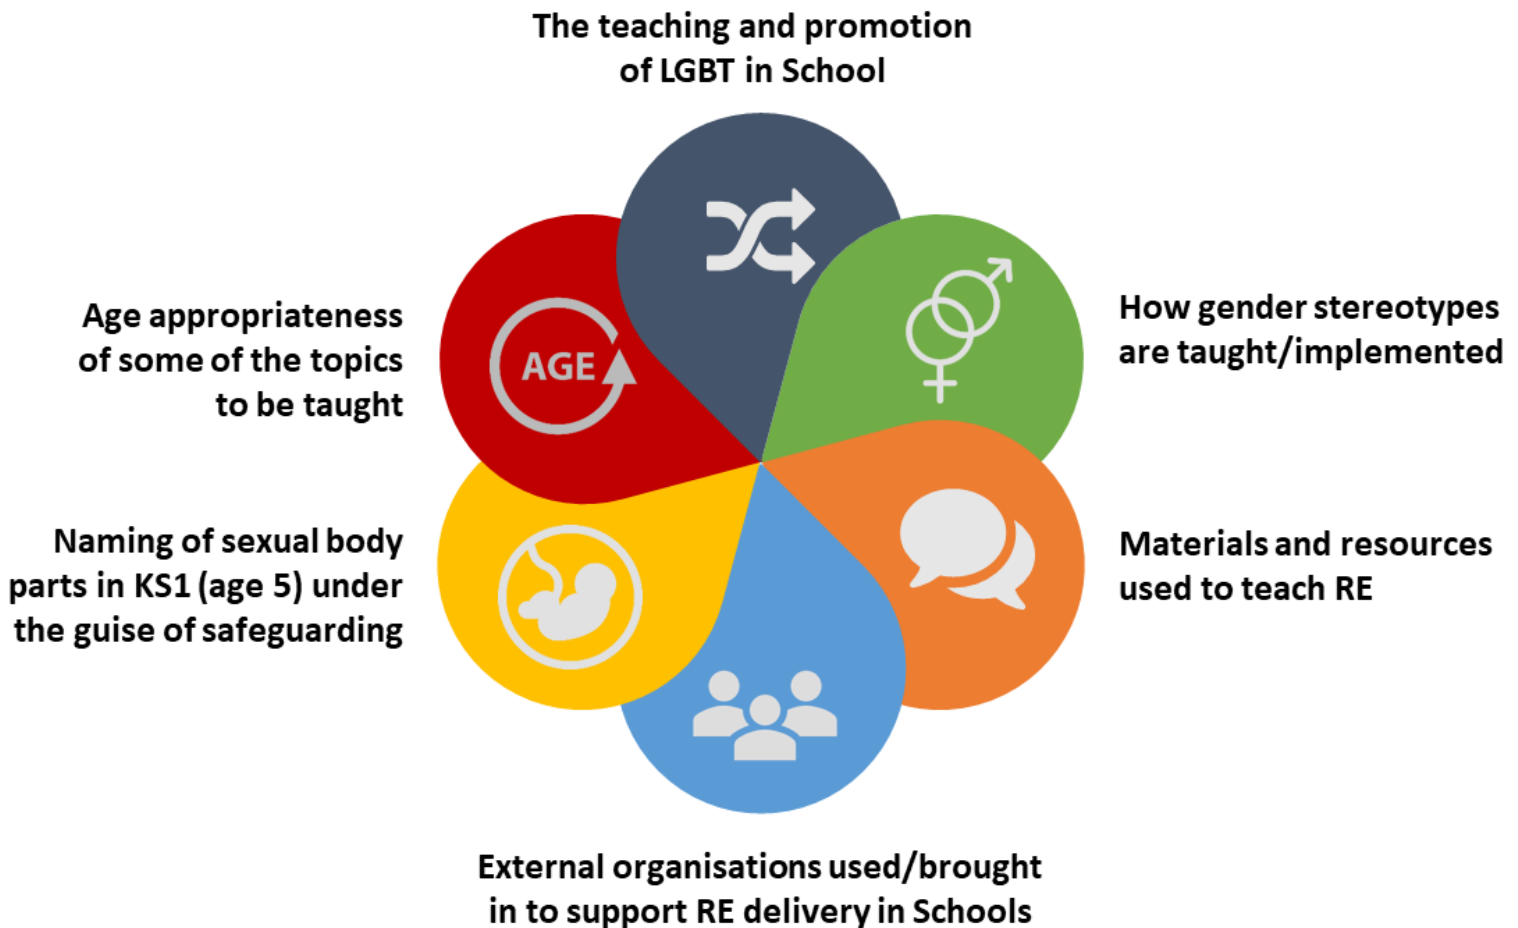 The teaching and promotion
of LGBT in School
AGE
Age appropriateness
of some of the topics
to be taught
How gender stereotypes
are taught/implemented
Naming of sexual body
parts in KS1 (age 5) under
the guise of safeguarding
Materials and resources
used to teach RE
External organisations used/brought
in to support RE delivery in Schools